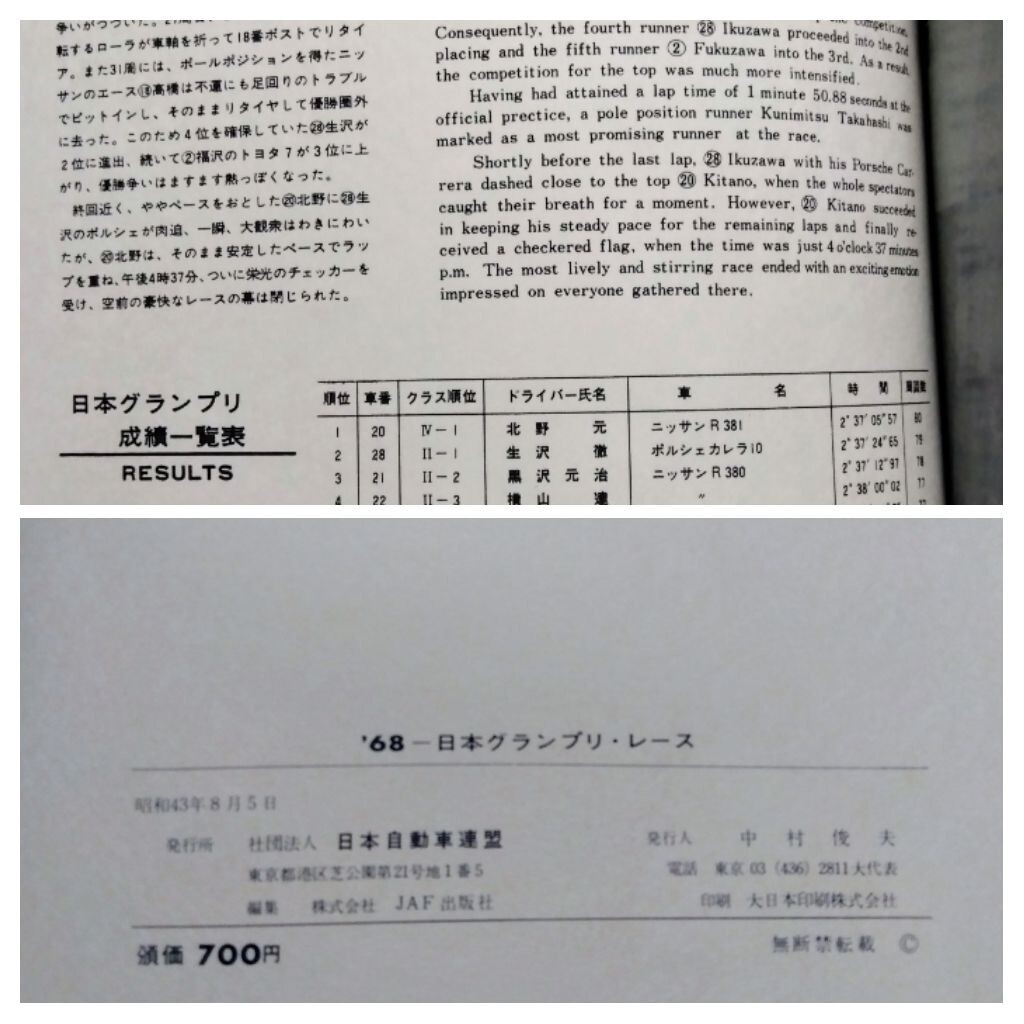 転するローラが車軸を折って18番ポストでリタイ
ア。また31周には、ポールポジションを得たニッ
サンのエース⑱高橋は不運にも足回りのトラブル
でピットインし、そのままリタイヤして優勝圏外
に去った。このため4位を確保していた㉘生沢が
2位に進出、続いて②福沢のトヨタ7が3位に上
がり、優勝争いはますます熱っぽくなった。
終回近く、ややペースをおとした⑳北野に㉘生
沢のポルシェが肉迫、一瞬、大観衆はわきにわい
たが、⑳北野は、そのまま安定したペースでラッ
プを重ね、午後4時37分、ついに栄光のチェッカーを
受け、空前の豪快なレースの幕は閉じられた。
competition,
Consequently, the fourth runner ㉘ Ikuzawa proceeded into the 2nd
placing and the fifth runner ② Fukuzawa into the 3rd. As a result,
the competition for the top was much more intensified.
Having had attained a lap time of 1 minute 50.88 seconds at the
official prectice, a pole position runner Kunimitsu Takahashi was
marked as a most promising runner at the race.
Shortly before the last lap, ㉘ Ikuzawa with his Porsche Car-
rera dashed close to the top ⑳ Kitano, when the whole spectators
caught their breath for a moment. However, ⑳ Kitano succeeded
in keeping his steady pace for the remaining laps and finally re-
ceived a checkered flag, when the time was just 4 o'clock 37 minutes
p.m. The most lively and stirring race ended with an exciting emotion
impressed on everyone gathered there.
日本グランプリ
成績一覧表
RESULTS
順位 車番 クラス順位 ドライバー氏名 車名 時間 周回数
1 20 IV－1 北野 元 ニッサン R 381 2°37′05″57 80
2 28 II－1 生沢 徹 ポルシェカレラ10 2°37′24″65 79
3 21 II－2 黒沢元治 ニッサン R 380 2°37′12″97 78
4 22 II－3 横山 達 〃 2°38′00″02 77
'68－日本グランプリ・レース
昭和43年8月5日
発行所 社団法人 日本自動車連盟 発行人 中村俊夫
東京都港区芝公園第21号地1番5 電話 東京 03 (436) 2811大代表
編集 株式会社 JAF出版社 印刷 大日本印刷株式会社
頒価 700円 無断禁転載 ©